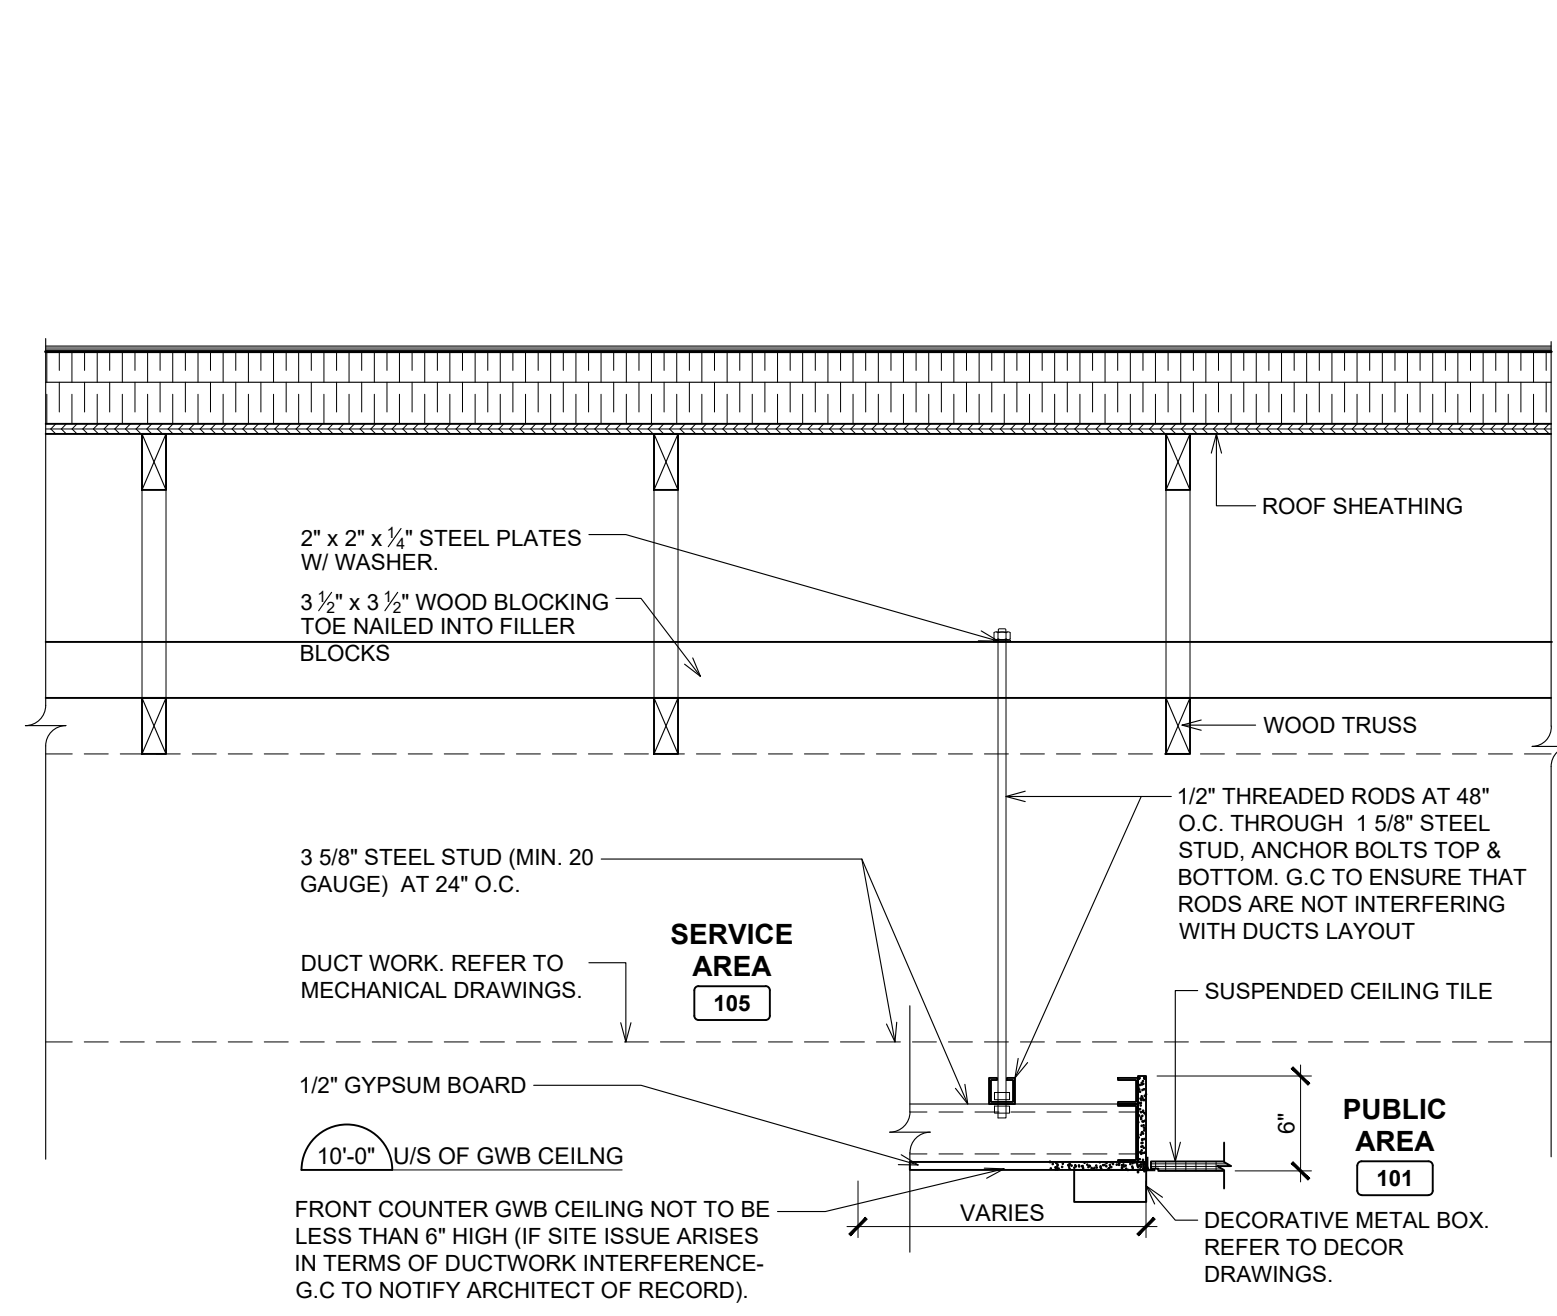 ROOF SHEATHING
2" x 2" x ¼" STEEL PLATES
W/ WASHER.
3 ½" x 3 ½" WOOD BLOCKING
TOE NAILED INTO FILLER
BLOCKS
WOOD TRUSS
1/2" THREADED RODS AT 48"
O.C. THROUGH 1 5/8" STEEL
STUD, ANCHOR BOLTS TOP &
BOTTOM. G.C TO ENSURE THAT
RODS ARE NOT INTERFERING
WITH DUCTS LAYOUT
3 5/8" STEEL STUD (MIN. 20
GAUGE) AT 24" O.C.
SERVICE
AREA
105
DUCT WORK. REFER TO
MECHANICAL DRAWINGS.
SUSPENDED CEILING TILE
1/2" GYPSUM BOARD
6"
PUBLIC
AREA
101
10'-0" U/S OF GWB CEILNG
FRONT COUNTER GWB CEILING NOT TO BE
LESS THAN 6" HIGH (IF SITE ISSUE ARISES
IN TERMS OF DUCTWORK INTERFERENCE-
G.C TO NOTIFY ARCHITECT OF RECORD).
VARIES
DECORATIVE METAL BOX.
REFER TO DECOR
DRAWINGS.